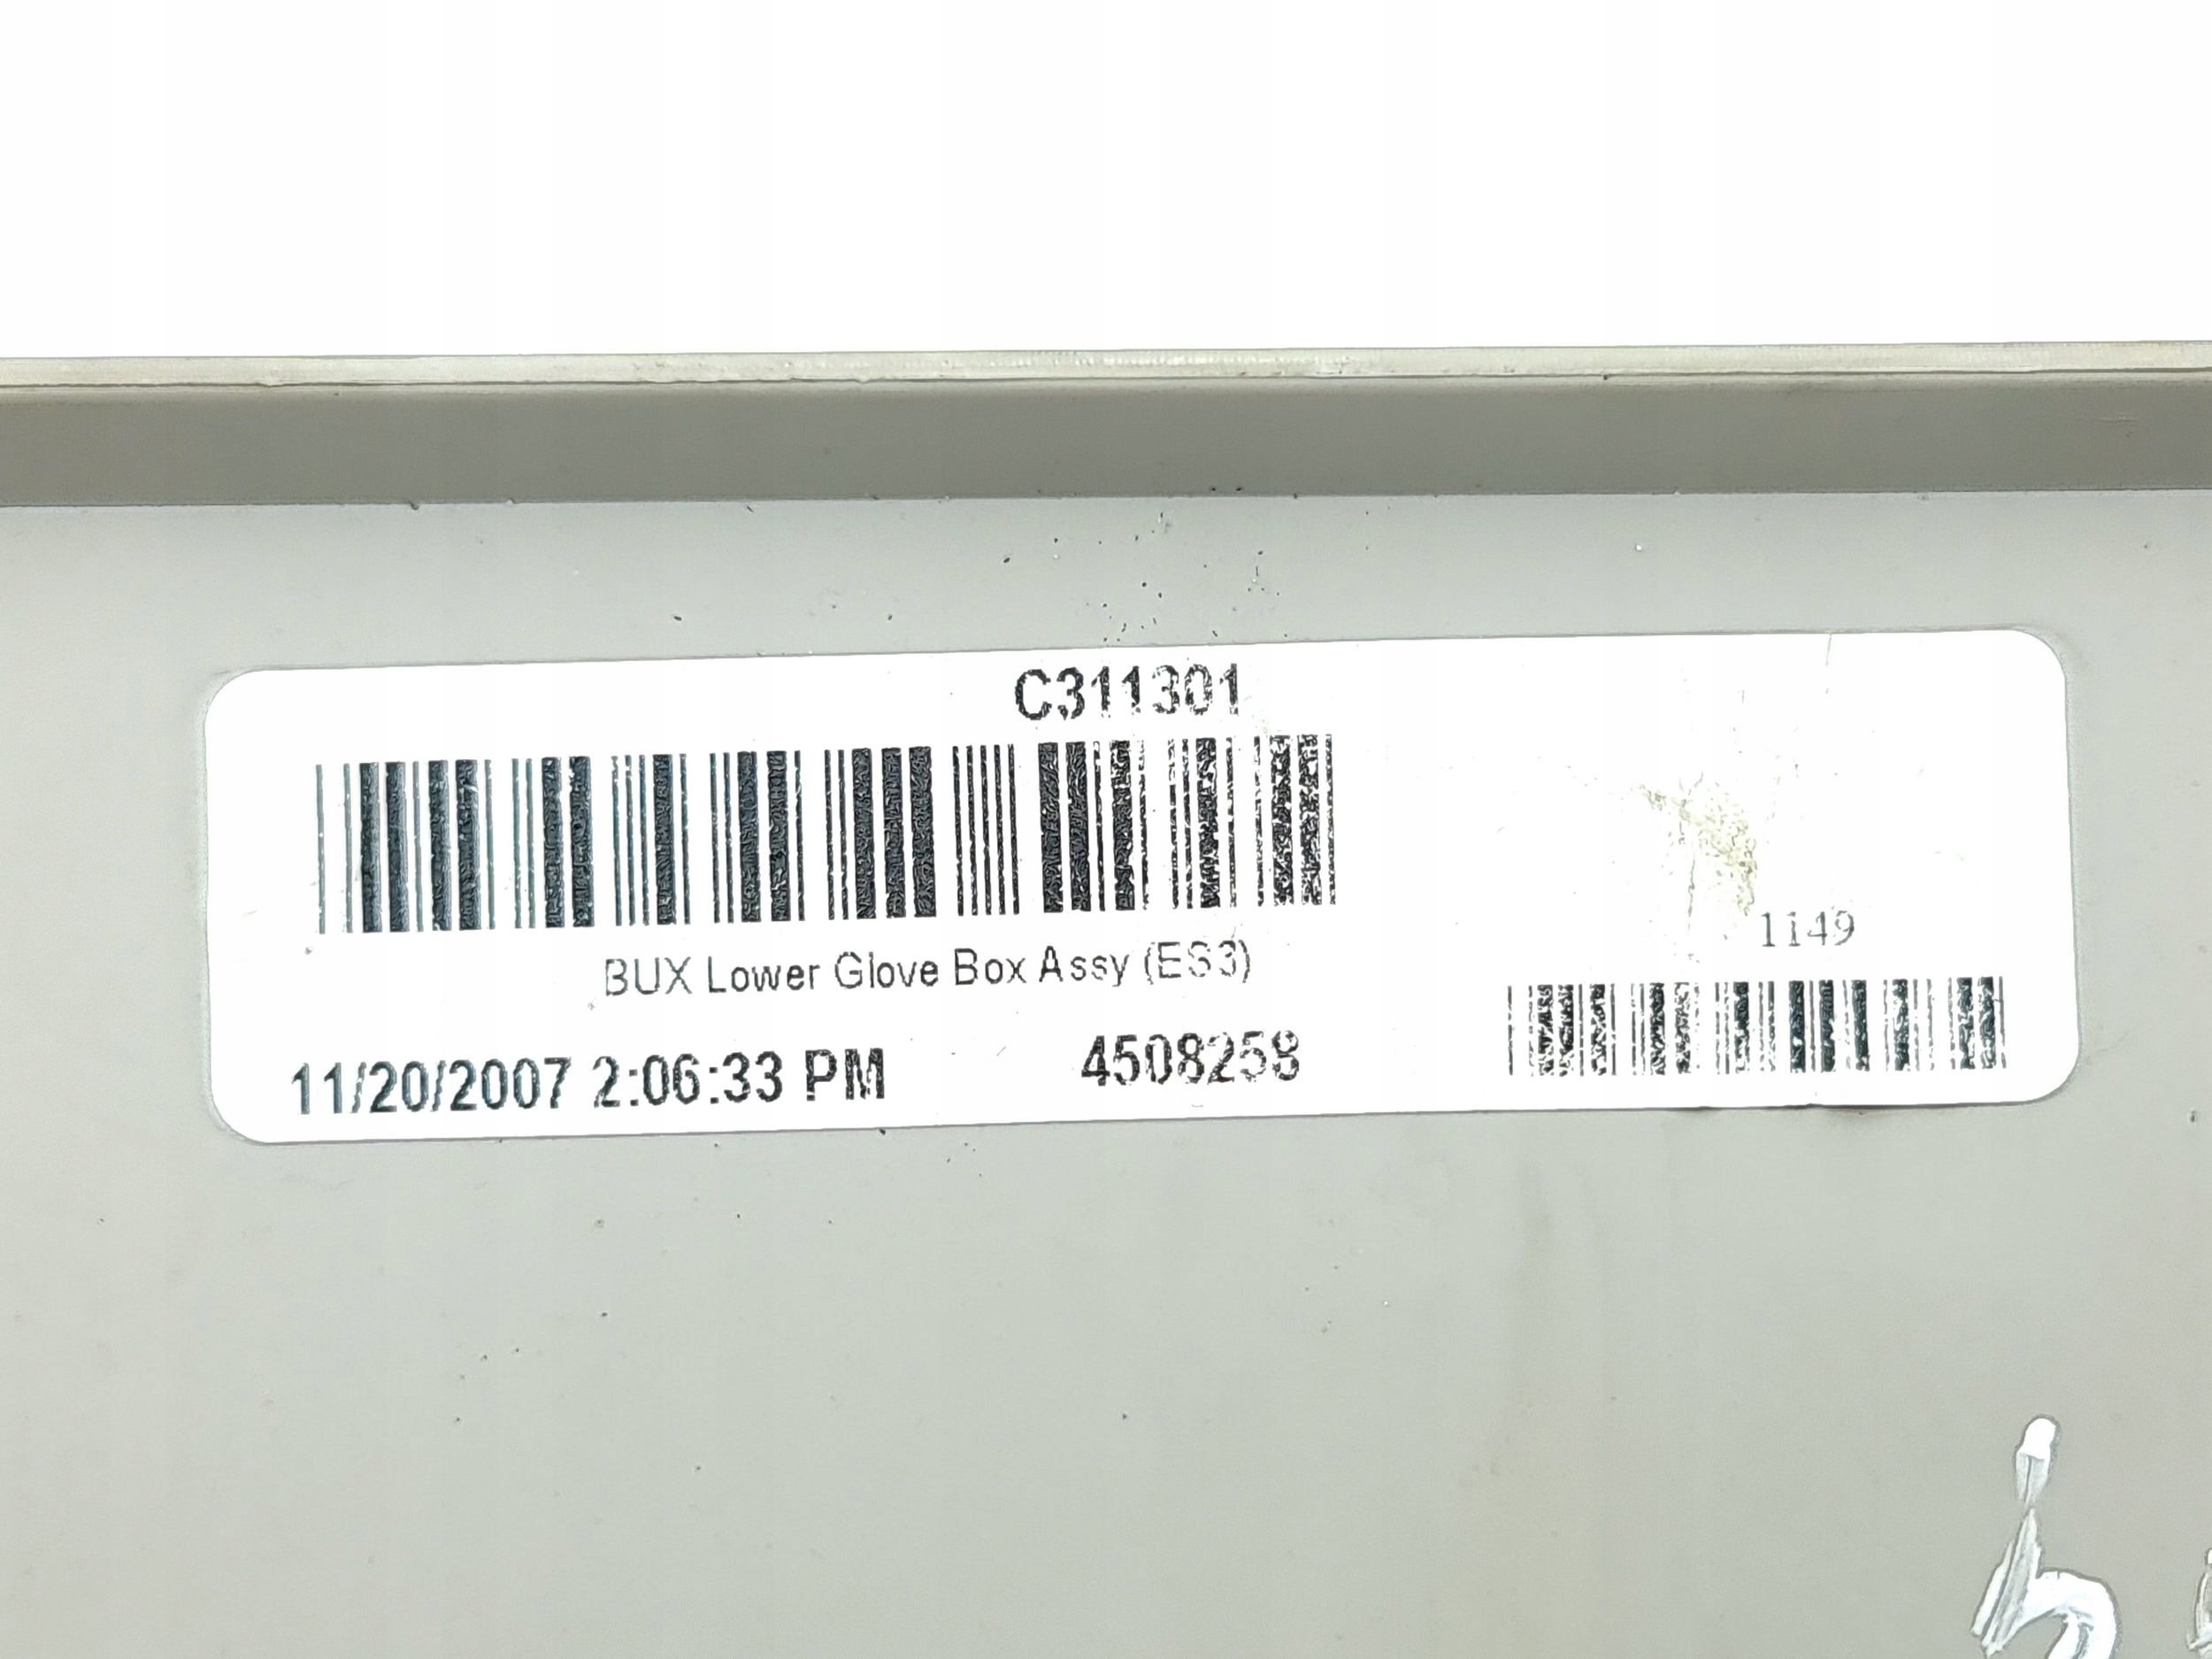 C311301
BUX Lower Glove Box Assy (ES3)
1149
11/20/2007 2:06:33 PM 4508258